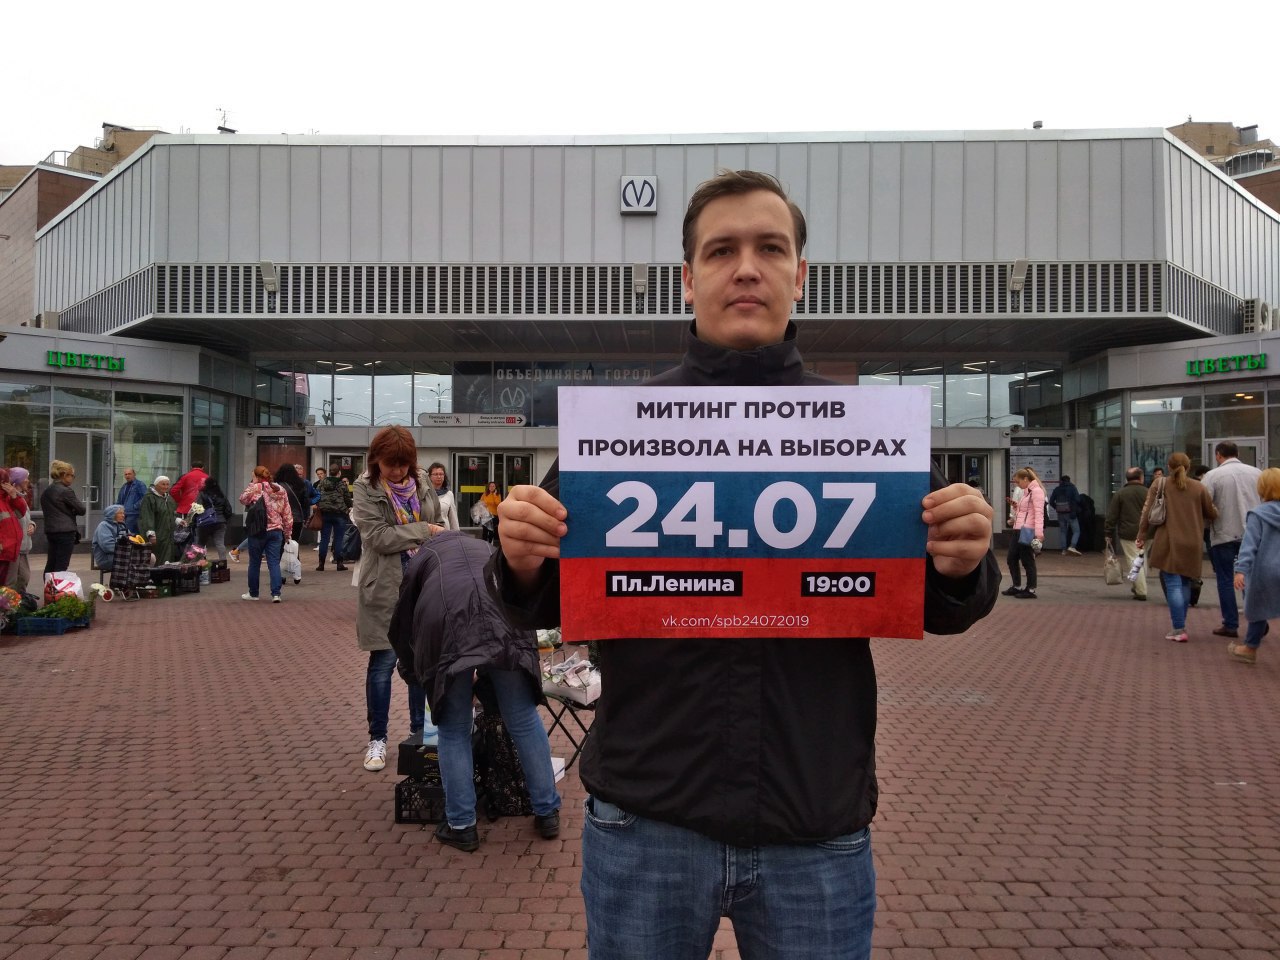 ЦВЕТЫ
ЦВЕТЫ
ОБЪЕДИНЯЕМ ГОРОД
МИТИНГ ПРОТИВ
ПРОИЗВОЛА НА ВЫБОРАХ
24.07
Пл.Ленина 19:00
vk.com/spb24072019